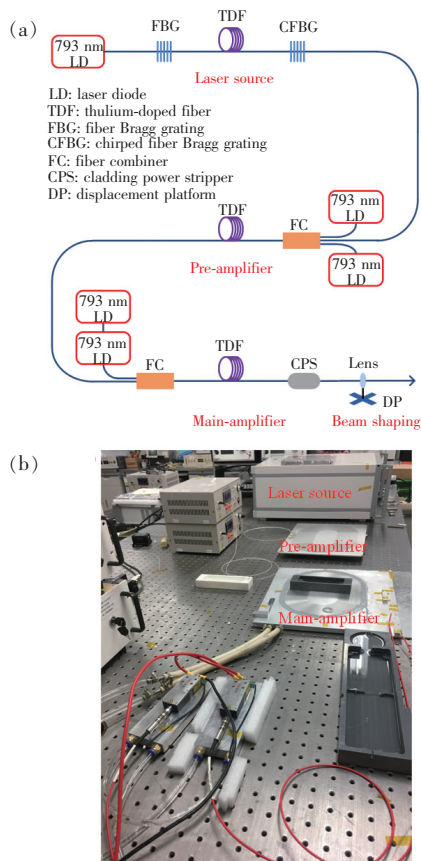 (a)
FBG
TDF
CFBG
793 nm
LD
Laser source
LD: laser diode
TDF: thulium-doped fiber
FBG: fiber Bragg grating
CFBG: chirped fiber Bragg grating
FC: fiber combiner
CPS: cladding power stripper
DP: displacement platform
793 nm
LD
TDF
FC
Pre-amplifier
793 nm
LD
793 nm
LD
793 nm
LD
FC
TDF
CPS
Lens
DP
Main-amplifier
Beam shaping
(b)
Laser source
Pre-amplifier
Main-amplifier